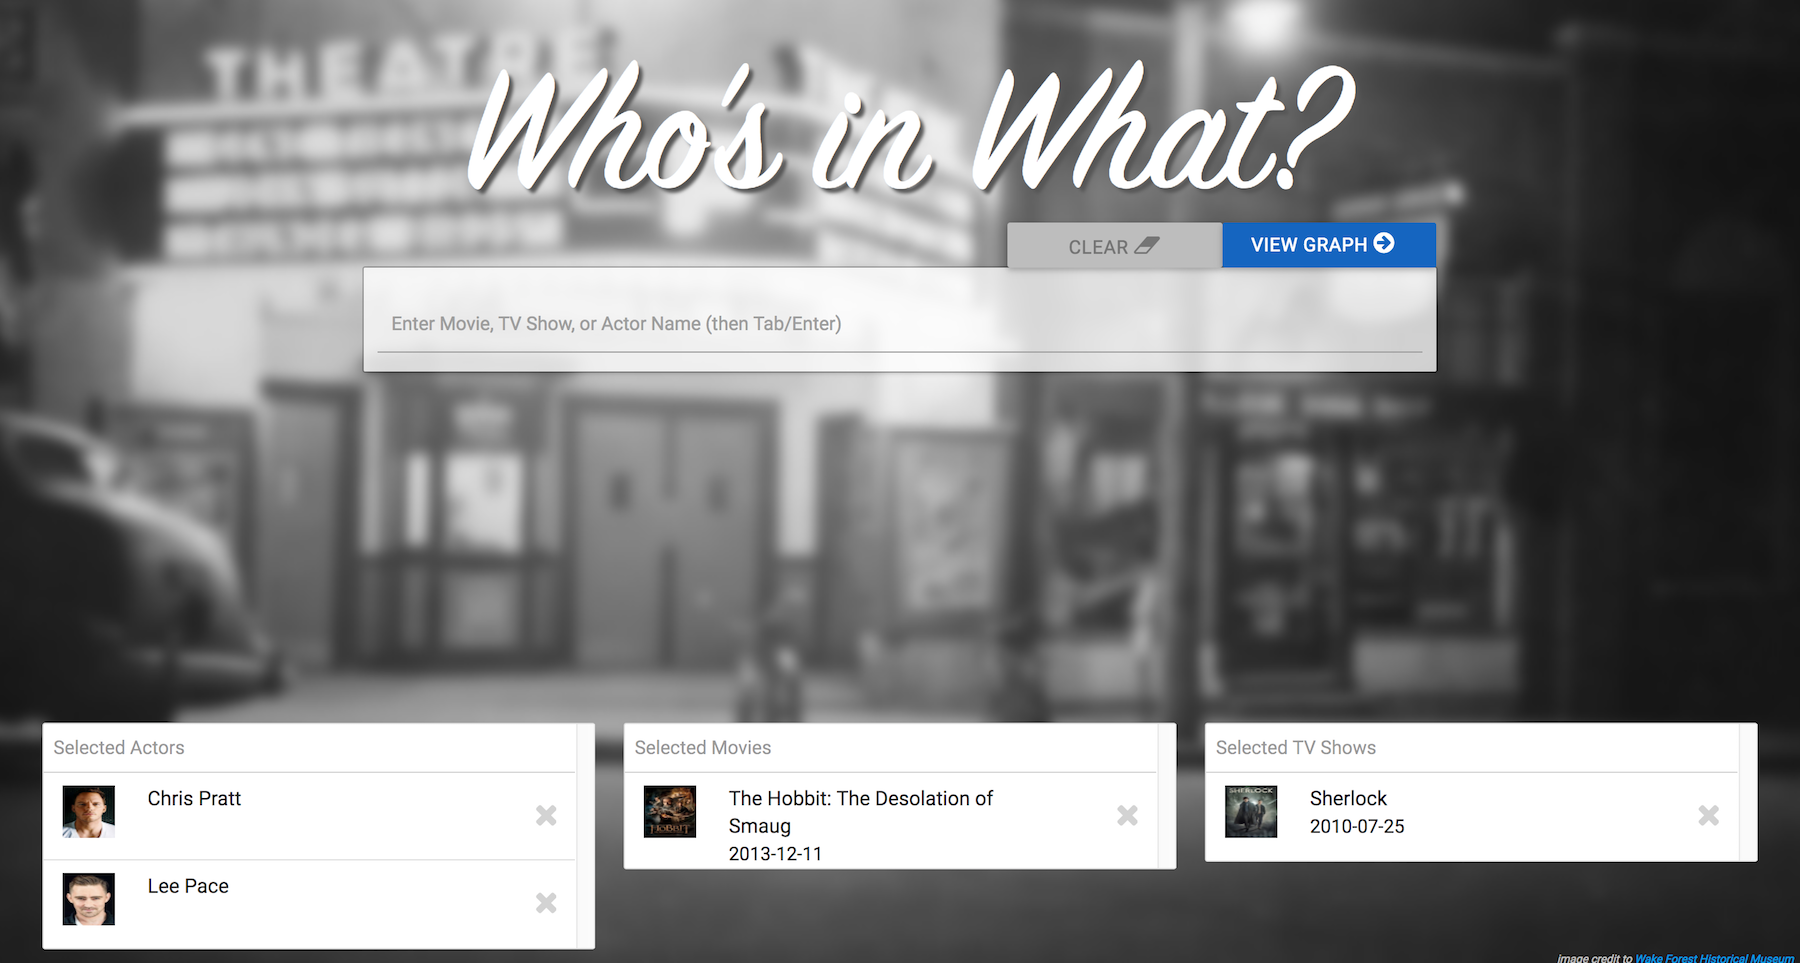 THEATRE
Who's in What?
CLEAR
VIEW GRAPH
Enter Movie, TV Show, or Actor Name (then Tab/Enter)
Selected Actors
Chris Pratt
Lee Pace
Selected Movies
HOBBIT
The Hobbit: The Desolation of
Smaug
2013-12-11
Selected TV Shows
SHERLOCK
Sherlock
2010-07-25
image credit to Wake Forest Historical Museum